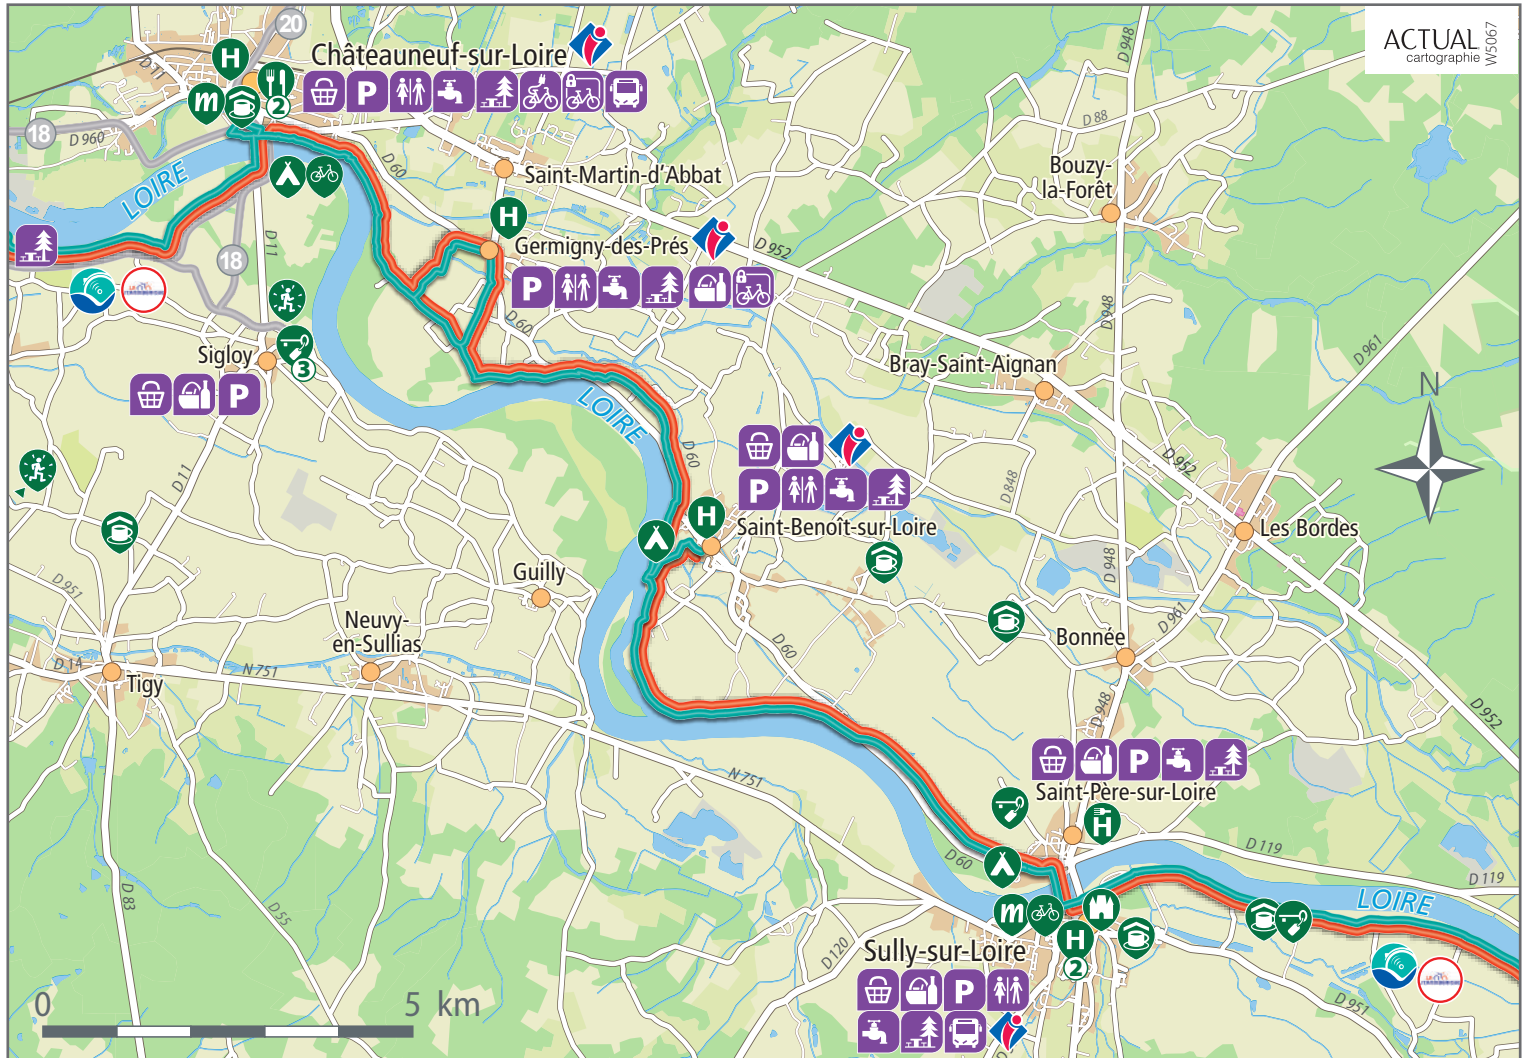 20
ACTUAL
cartographie
W5067
Châteauneuf-sur-Loire
D 948
H
D 11
P
m
2
D 88
18
D 960
D 60
Saint-Martin-d'Abbat
Bouzy-
la-Forêt
LOIRE
H
18
D 11
Germigny-des-Prés
D 952
P
D 948
D 60
D 961
Sigloy
3
Bray-Saint-Aignan
P
LOIRE
N
D 60
D 952
D 11
D 848
P
H
Saint-Benoît-sur-Loire
Les Bordes
D 948
D 951
Guilly
Neuvy-
en-Sullias
D 961
Bonnée
D 60
D 14
N 751
Tigy
D 948
D 952
N 751
P
Saint-Père-sur-Loire
H
D 119
D 60
D 119
D 83
D 55
LOIRE
m
H
2
D 120
Sully-sur-Loire
P
D 951
0
5 km